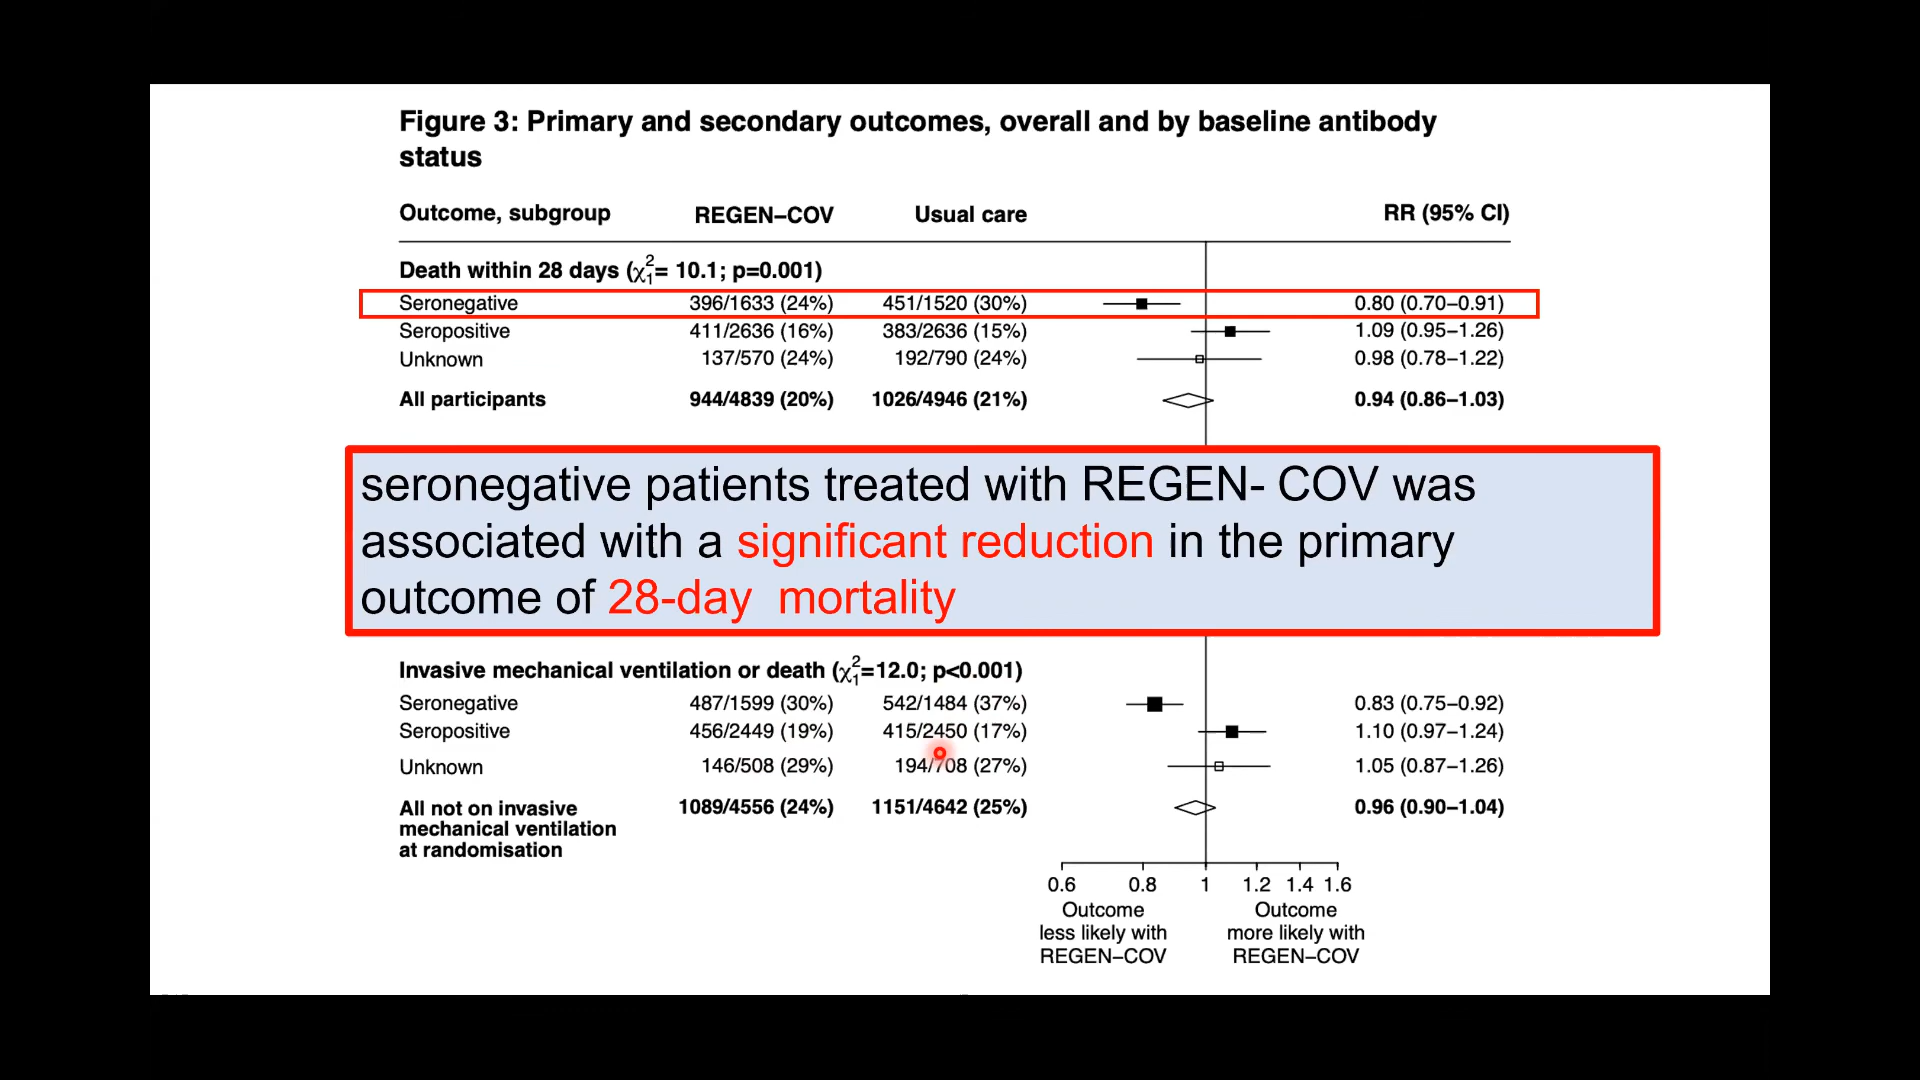 Figure 3: Primary and secondary outcomes, overall and by baseline antibody
status
Outcome, subgroup REGEN–COV Usual care RR (95% CI)
Death within 28 days (χ²₁= 10.1; p=0.001)
Seronegative 396/1633 (24%) 451/1520 (30%) 0.80 (0.70–0.91)
Seropositive 411/2636 (16%) 383/2636 (15%) 1.09 (0.95–1.26)
Unknown 137/570 (24%) 192/790 (24%) 0.98 (0.78–1.22)
All participants 944/4839 (20%) 1026/4946 (21%) 0.94 (0.86–1.03)
seronegative patients treated with REGEN- COV was
associated with a significant reduction in the primary
outcome of 28-day mortality
Invasive mechanical ventilation or death (χ²₁=12.0; p<0.001)
Seronegative 487/1599 (30%) 542/1484 (37%) 0.83 (0.75–0.92)
Seropositive 456/2449 (19%) 415/2450 (17%) 1.10 (0.97–1.24)
Unknown 146/508 (29%) 194/708 (27%) 1.05 (0.87–1.26)
All not on invasive 1089/4556 (24%) 1151/4642 (25%) 0.96 (0.90–1.04)
mechanical ventilation
at randomisation
0.6 0.8 1 1.2 1.4 1.6
Outcome Outcome
less likely with more likely with
REGEN–COV REGEN–COV